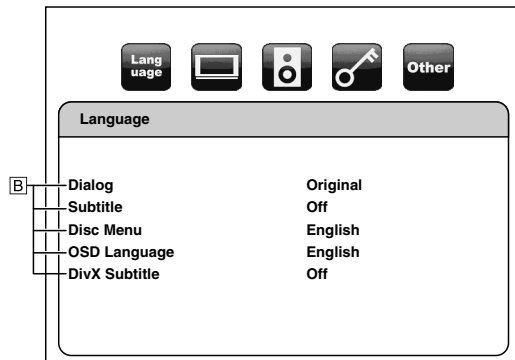 Lang
uage
Other
Language
B
Dialog Original
Subtitle Off
Disc Menu English
OSD Language English
DivX Subtitle Off